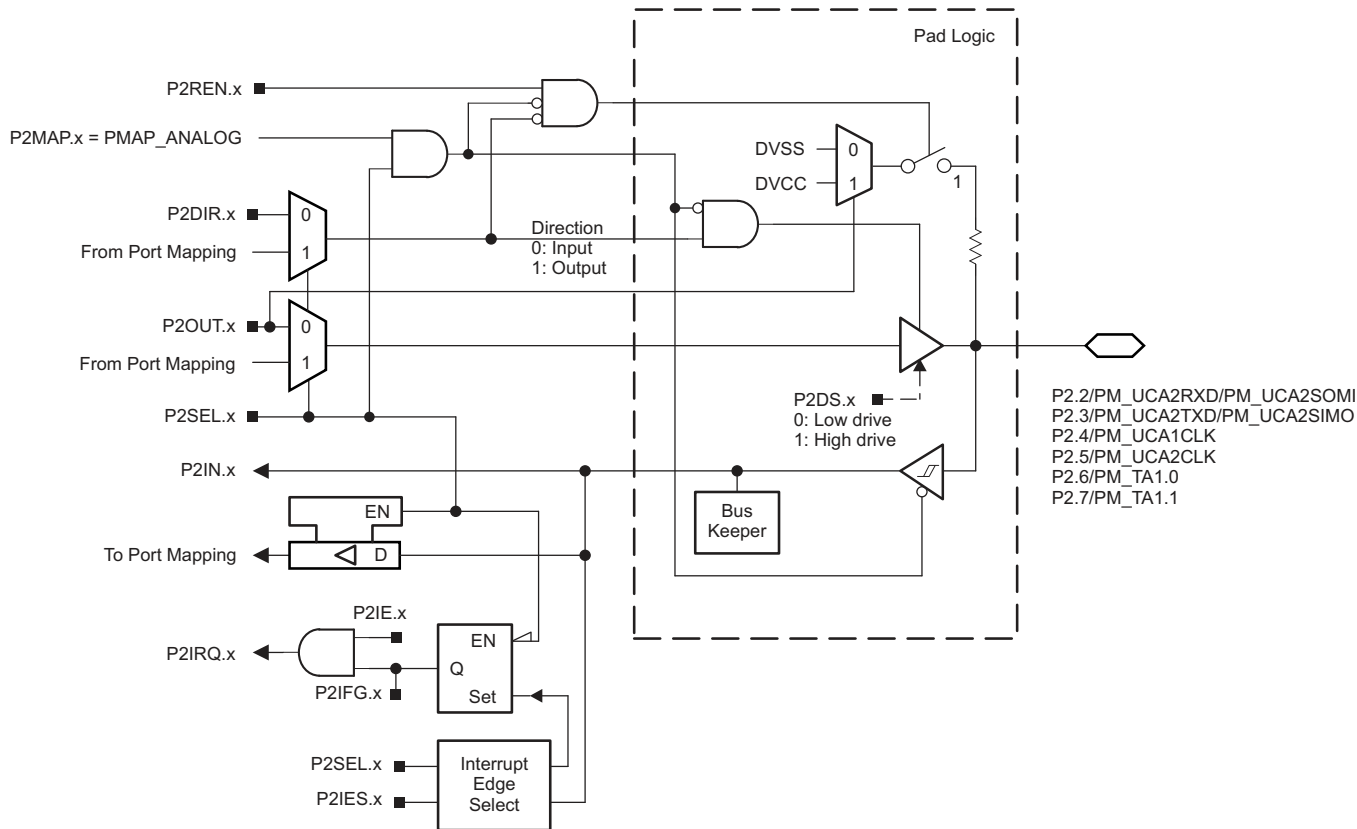 Pad Logic
P2REN.x
P2MAP.x = PMAP_ANALOG
DVSS
0
DVCC
1
1
P2DIR.x
0
From Port Mapping
1
Direction
0: Input
1: Output
P2OUT.x
0
From Port Mapping
1
P2SEL.x
P2DS.x
0: Low drive
1: High drive
P2.2/PM_UCA2RXD/PM_UCA2SOMI
P2.3/PM_UCA2TXD/PM_UCA2SIMO
P2.4/PM_UCA1CLK
P2.5/PM_UCA2CLK
P2.6/PM_TA1.0
P2.7/PM_TA1.1
P2IN.x
Bus
Keeper
EN
To Port Mapping
D
P2IE.x
P2IRQ.x
P2IFG.x
EN
Q
Set
P2SEL.x
P2IES.x
Interrupt
Edge
Select